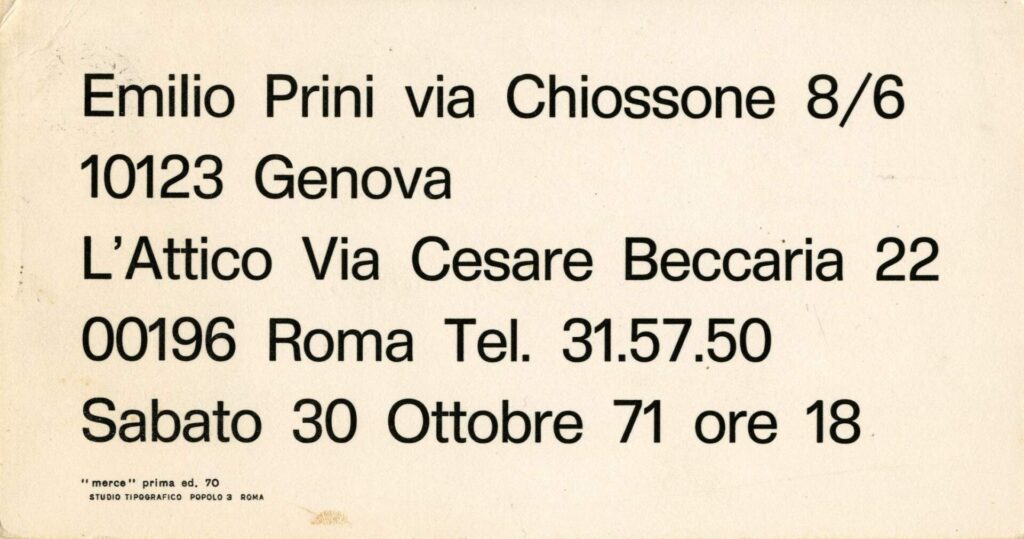 Emilio Prini via Chiossone 8/6
10123 Genova
L'Attico Via Cesare Beccaria 22
00196 Roma Tel. 31.57.50
Sabato 30 Ottobre 71 ore 18
"merce" prima ed. 70
STUDIO TIPOGRAFICO POPOLO 3 ROMA